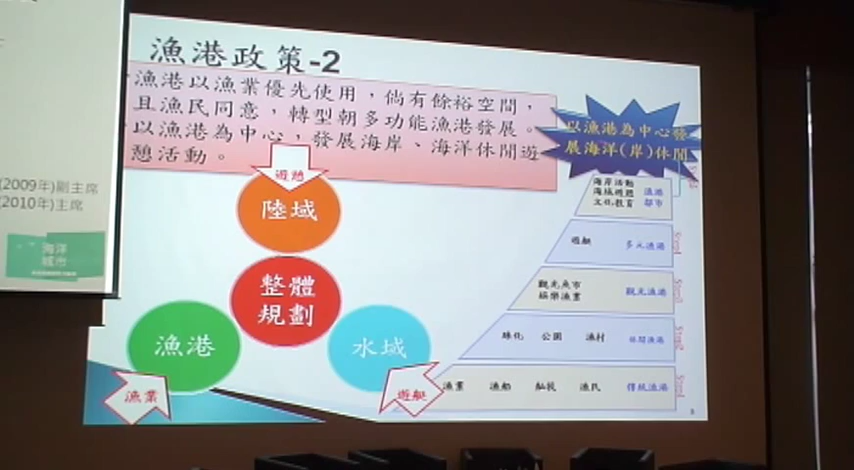 (2009年)副主席
(2010年)主席
海洋
城市
漁港政策-2
漁港以漁業優先使用，倘有餘裕空間，
且漁民同意，轉型朝多功能漁港發展。
以漁港為中心，發展海岸、海洋休閒遊
憩活動。
以漁港為中心發
展海洋(岸)休閒
遊憩
陸域
整體
規劃
漁港
水域
漁業
遊艇
海岸活動
海域遊憩 漁港
文化教育 都市
遊艇 多元漁港
觀光魚市
娛樂漁業 觀光漁港
綠化 公園 漁村 休閒漁港
漁業 漁船 漁民 傳統漁港